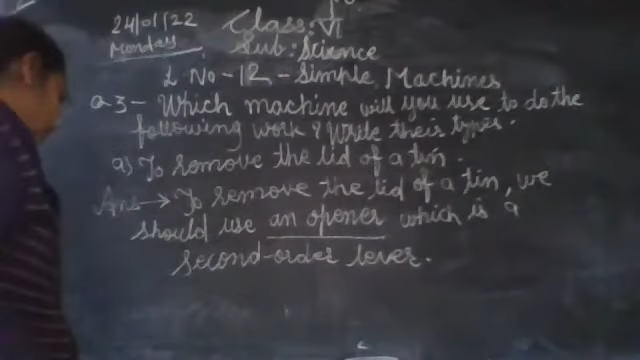 24/01/22 Class: VI
Monday Sub: Science
L No - 12 - Simple Machines
Q.3 - Which machine will you use to do the
following work & Write their types.
a) To remove the lid of a tin.
Ans → To remove the lid of a tin, we
should use an opener which is a
second-order lever.